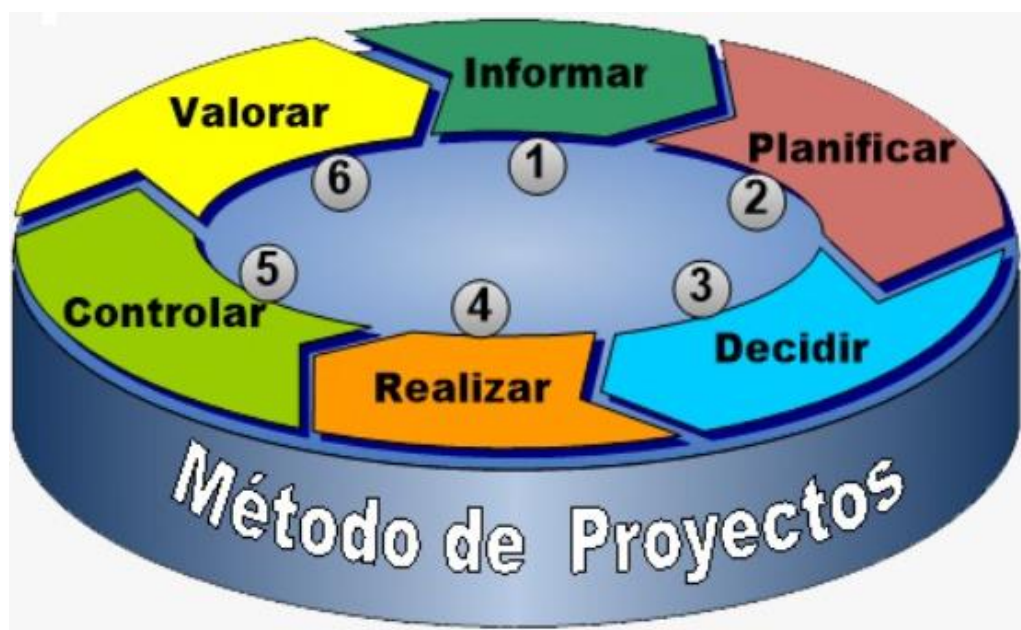 Informar
1
Planificar
2
Decidir
3
Realizar
4
Controlar
5
Valorar
6
Método de Proyectos